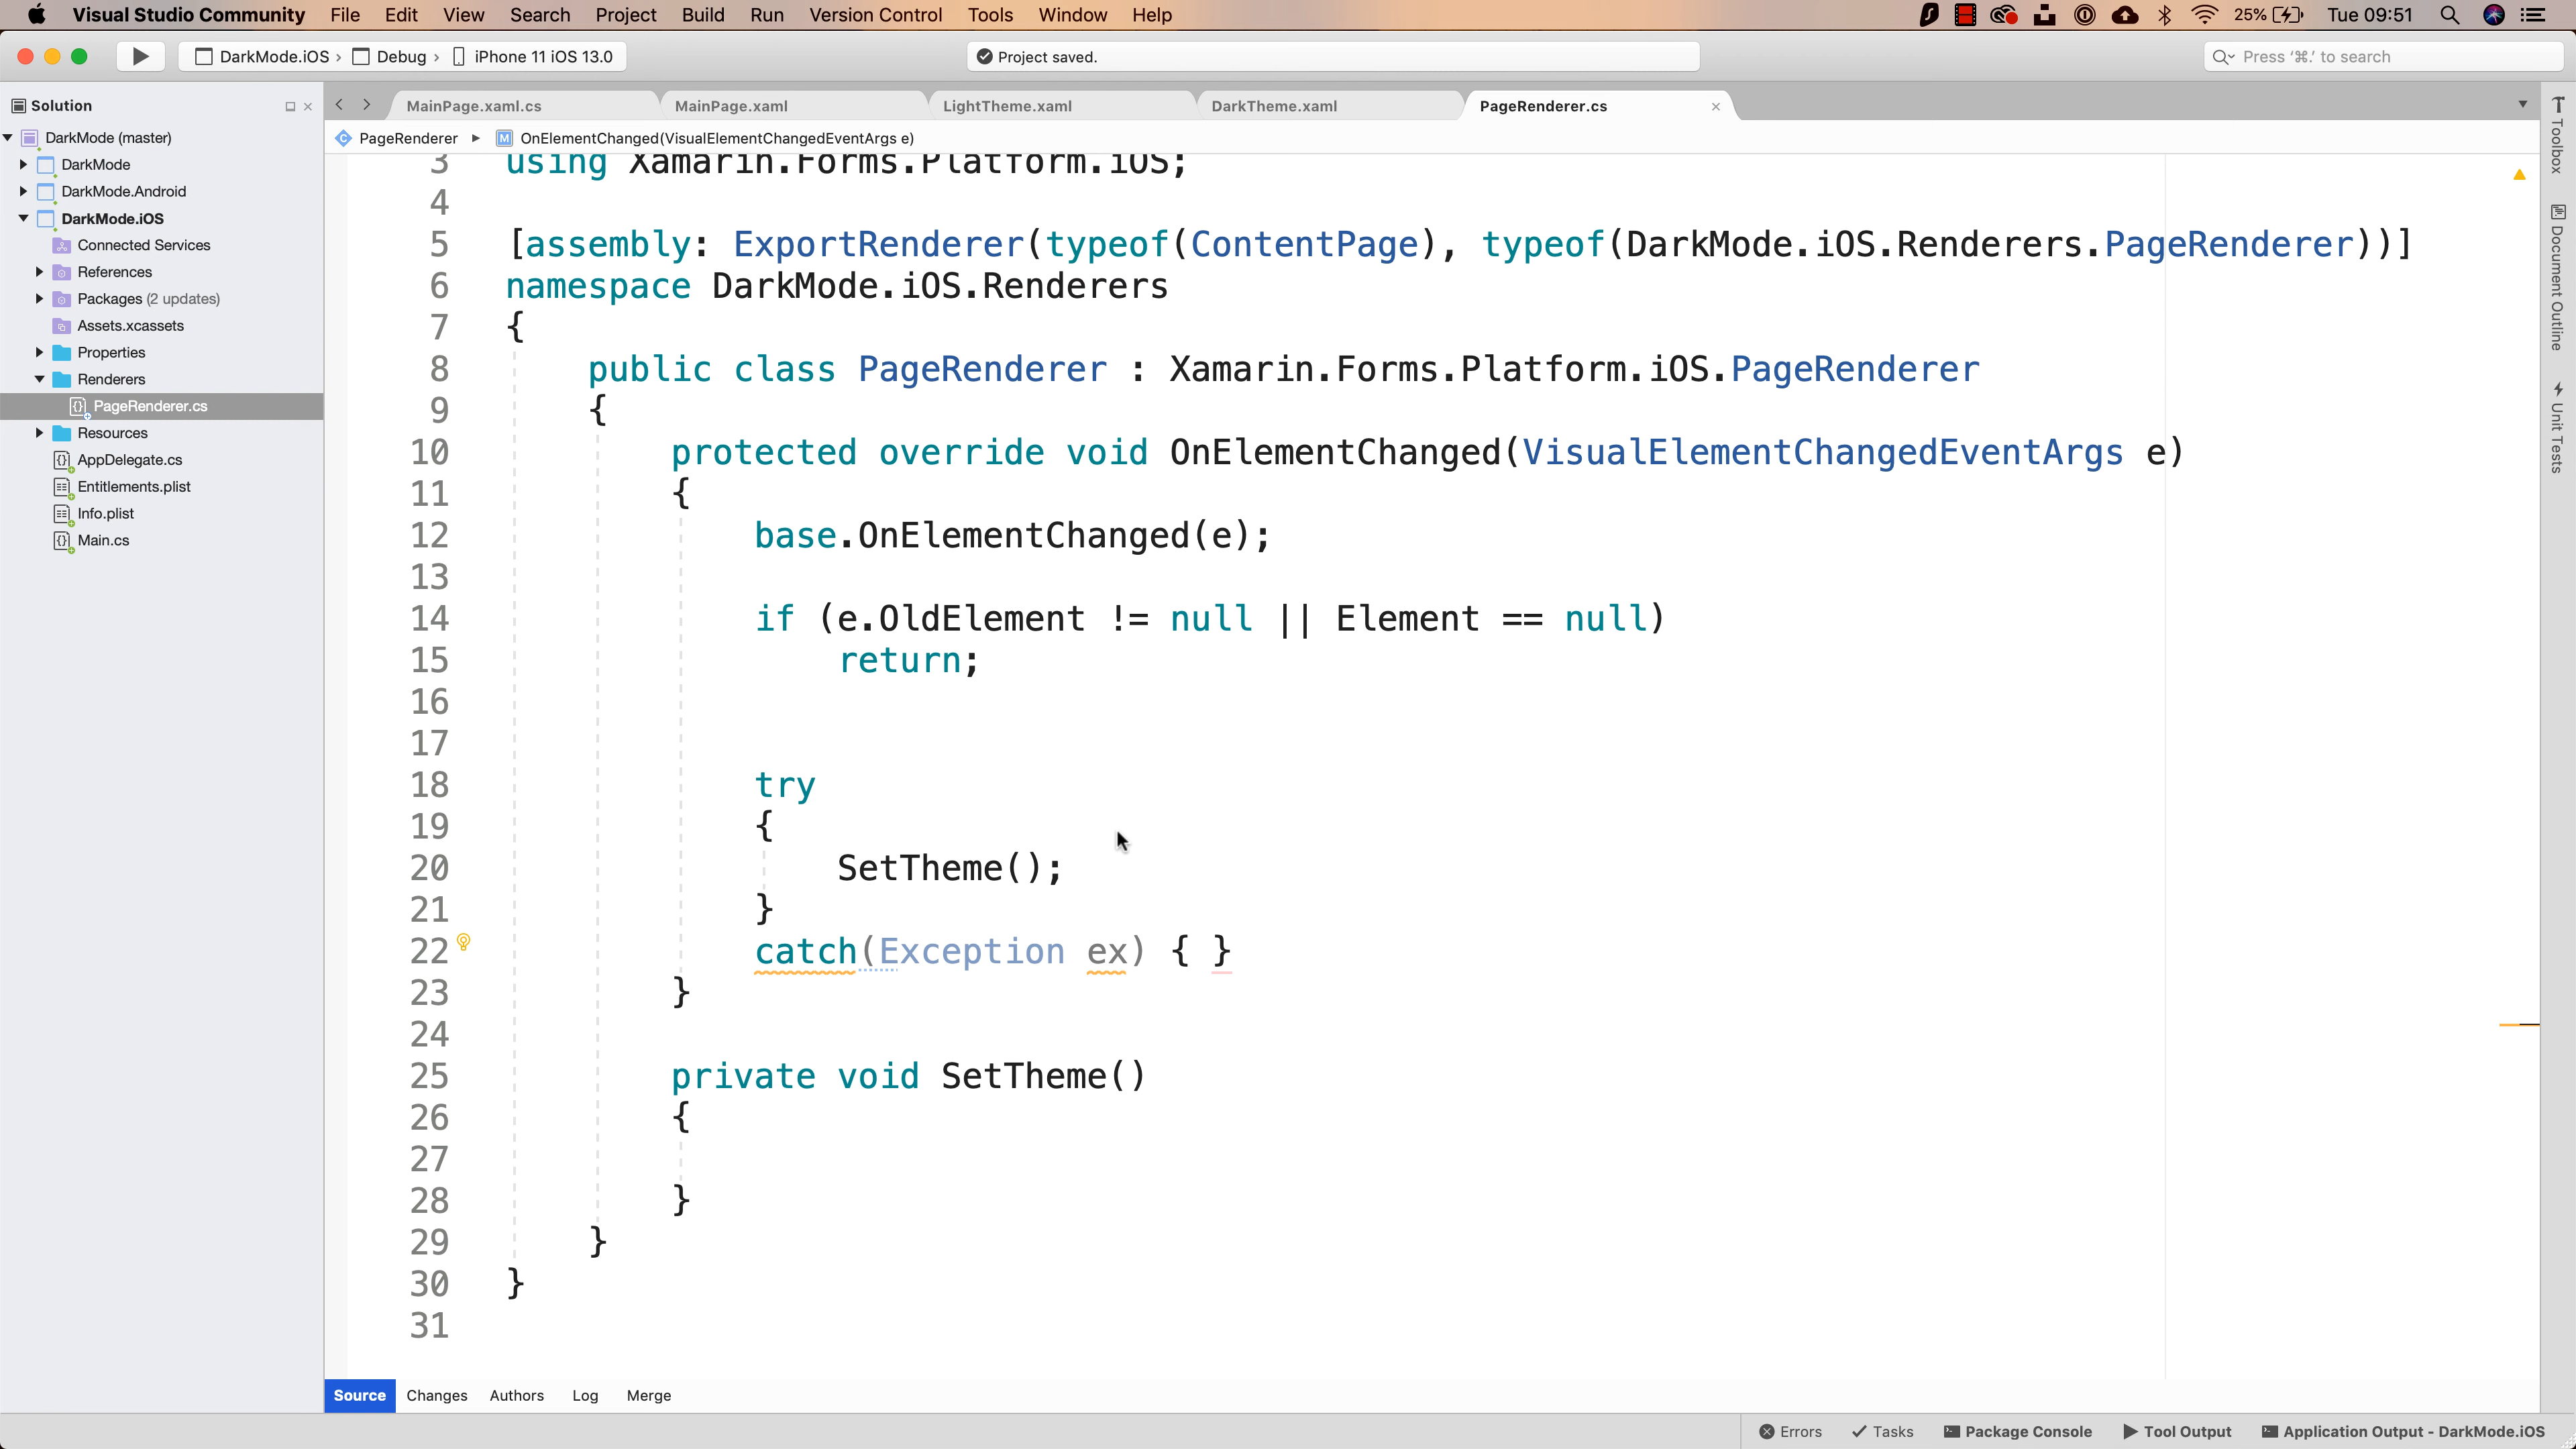 Visual Studio Community File Edit View Search Project Build Run Version Control Tools Window Help 25% Tue 09:51
DarkMode.iOS › Debug › iPhone 11 iOS 13.0 Project saved. Press ‘⌘.’ to search
Solution
MainPage.xaml.cs MainPage.xaml LightTheme.xaml DarkTheme.xaml PageRenderer.cs
PageRenderer ▸ M OnElementChanged(VisualElementChangedEventArgs e)
DarkMode (master)
DarkMode
DarkMode.Android
DarkMode.iOS
Connected Services
References
Packages (2 updates)
Assets.xcassets
Properties
Renderers
PageRenderer.cs
Resources
AppDelegate.cs
Entitlements.plist
Info.plist
Main.cs
3 using Xamarin.Forms.Platform.iOS;
4
5 [assembly: ExportRenderer(typeof(ContentPage), typeof(DarkMode.iOS.Renderers.PageRenderer))]
6 namespace DarkMode.iOS.Renderers
7 {
8 public class PageRenderer : Xamarin.Forms.Platform.iOS.PageRenderer
9 {
10 protected override void OnElementChanged(VisualElementChangedEventArgs e)
11 {
12 base.OnElementChanged(e);
13
14 if (e.OldElement != null || Element == null)
15 return;
16
17
18 try
19 {
20 SetTheme();
21 }
22 catch(Exception ex) { }
23 }
24
25 private void SetTheme()
26 {
27
28 }
29 }
30 }
31
Toolbox
Document Outline
Unit Tests
Source Changes Authors Log Merge
Errors Tasks Package Console Tool Output Application Output - DarkMode.iOS